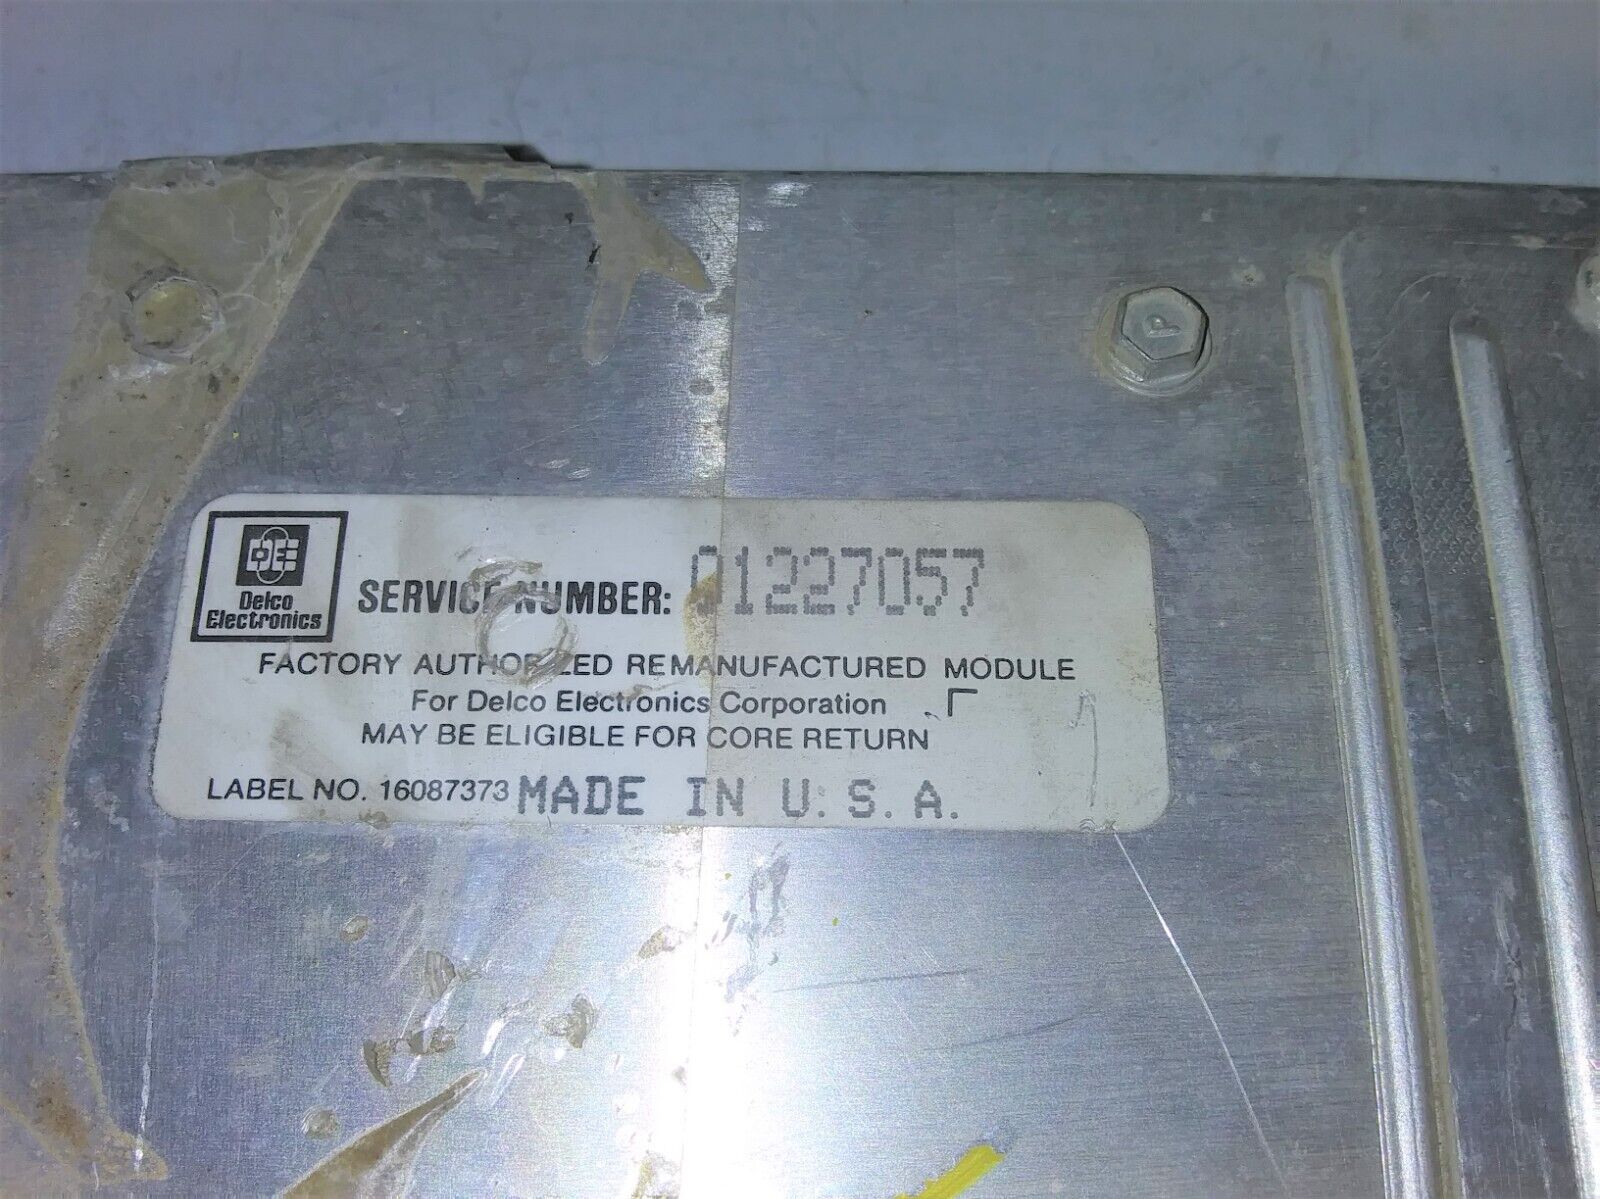 DE
Delco
Electronics
SERVICE NUMBER: 01227057
FACTORY AUTHORIZED REMANUFACTURED MODULE
For Delco Electronics Corporation
MAY BE ELIGIBLE FOR CORE RETURN
LABEL NO. 16087373 MADE IN U.S.A.